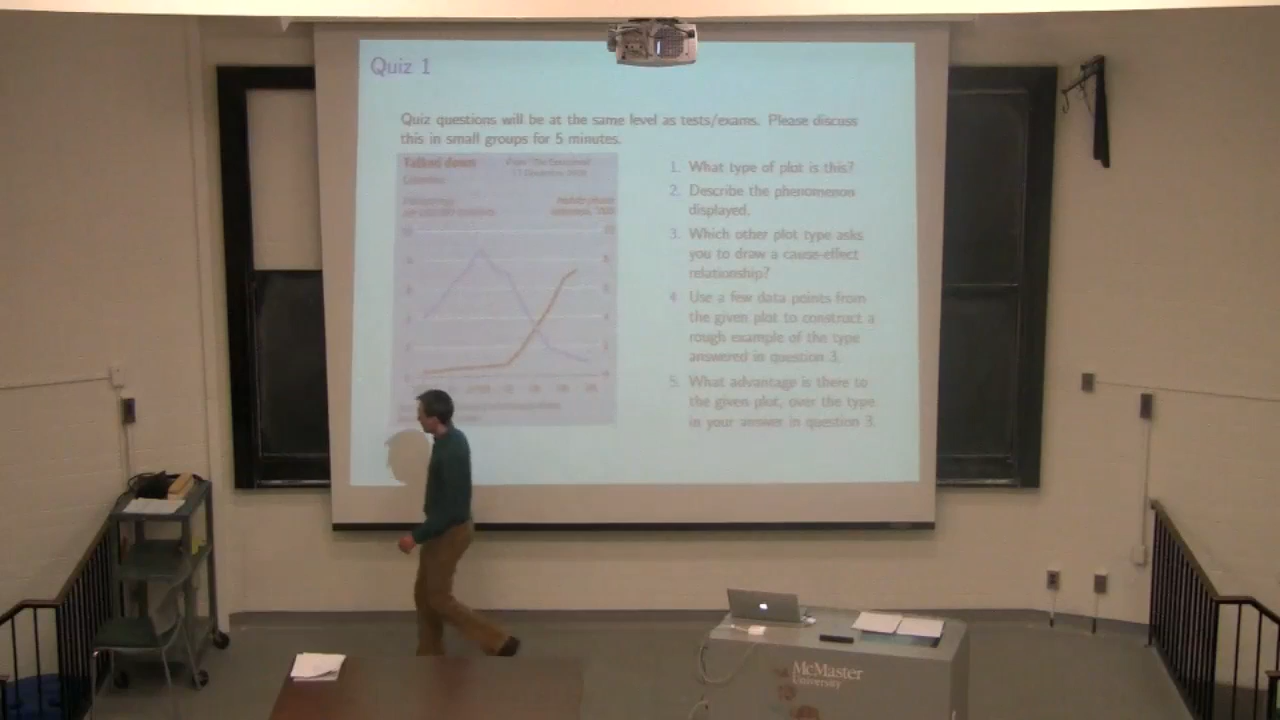 Quiz 1
Quiz questions will be at the same level as tests/exams. Please discuss
this in small groups for 5 minutes.
Talked down
1. What type of plot is this?
2. Describe the phenomenon
displayed.
3. Which other plot type asks
you to draw a cause-effect
relationship?
4. Use a few data points from
the given plot to construct a
rough example of the type
answered in question 3.
5. What advantage is there to
the given plot, over the type
in your answer in question 3.
McMaster
University